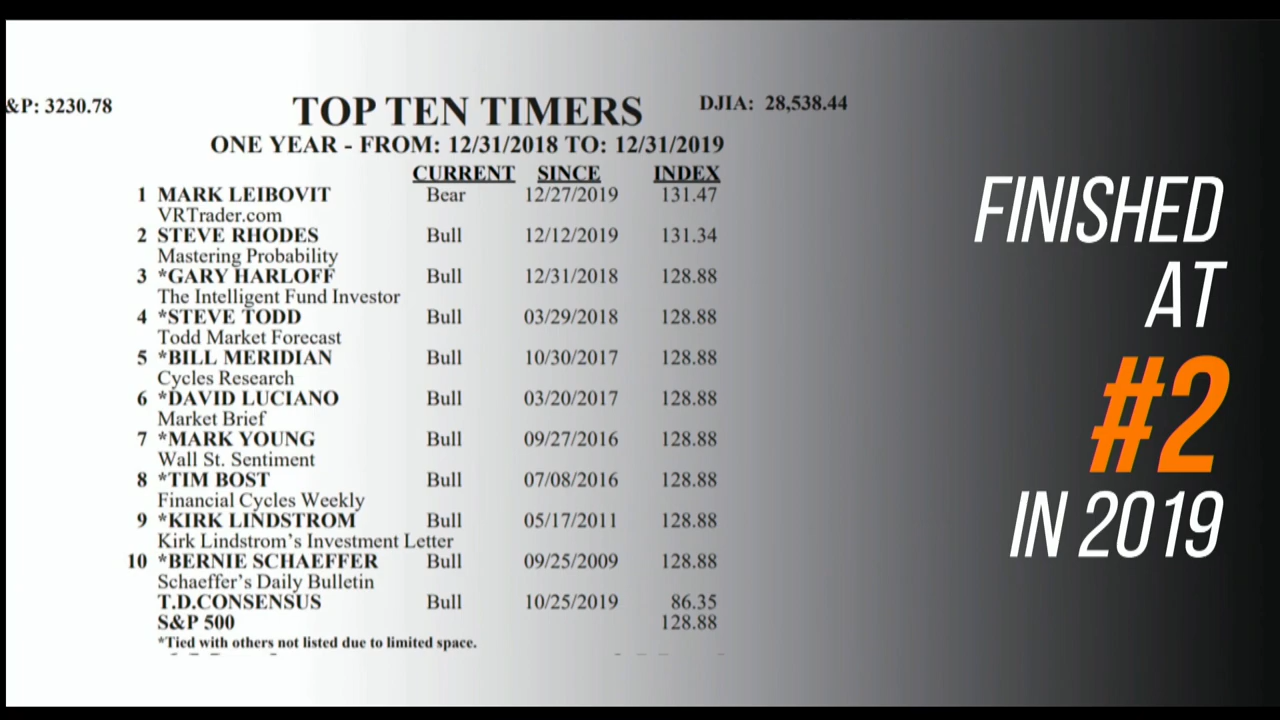 &P: 3230.78
TOP TEN TIMERS
DJIA: 28,538.44
ONE YEAR - FROM: 12/31/2018 TO: 12/31/2019
CURRENT SINCE INDEX
1 MARK LEIBOVIT Bear 12/27/2019 131.47
VRTrader.com
2 STEVE RHODES Bull 12/12/2019 131.34
Mastering Probability
3 *GARY HARLOFF Bull 12/31/2018 128.88
The Intelligent Fund Investor
4 *STEVE TODD Bull 03/29/2018 128.88
Todd Market Forecast
5 *BILL MERIDIAN Bull 10/30/2017 128.88
Cycles Research
6 *DAVID LUCIANO Bull 03/20/2017 128.88
Market Brief
7 *MARK YOUNG Bull 09/27/2016 128.88
Wall St. Sentiment
8 *TIM BOST Bull 07/08/2016 128.88
Financial Cycles Weekly
9 *KIRK LINDSTROM Bull 05/17/2011 128.88
Kirk Lindstrom's Investment Letter
10 *BERNIE SCHAEFFER Bull 09/25/2009 128.88
Schaeffer's Daily Bulletin
T.D.CONSENSUS Bull 10/25/2019 86.35
S&P 500 128.88
*Tied with others not listed due to limited space.
FINISHED
AT
#2
IN 2019